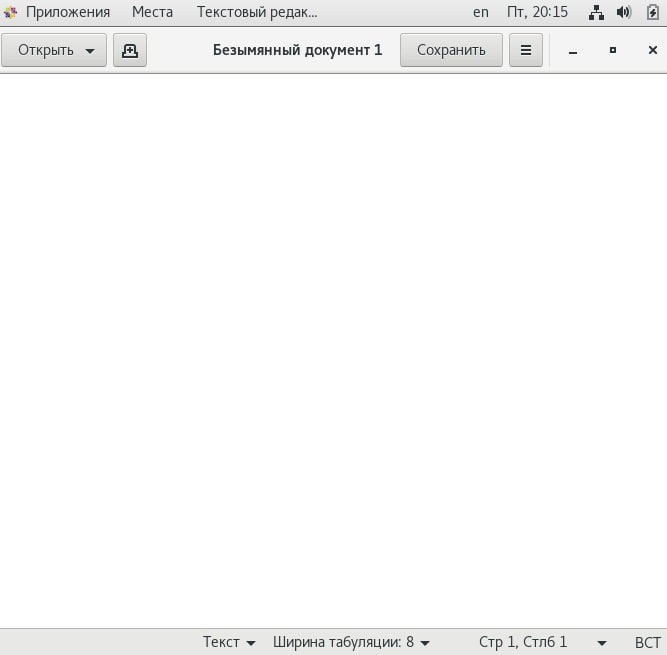 Приложения Места Текстовый редак... en Пт, 20:15
Открыть Безымянный документ 1 Сохранить
Текст Ширина табуляции: 8 Стр 1, Стлб 1 ВСТ